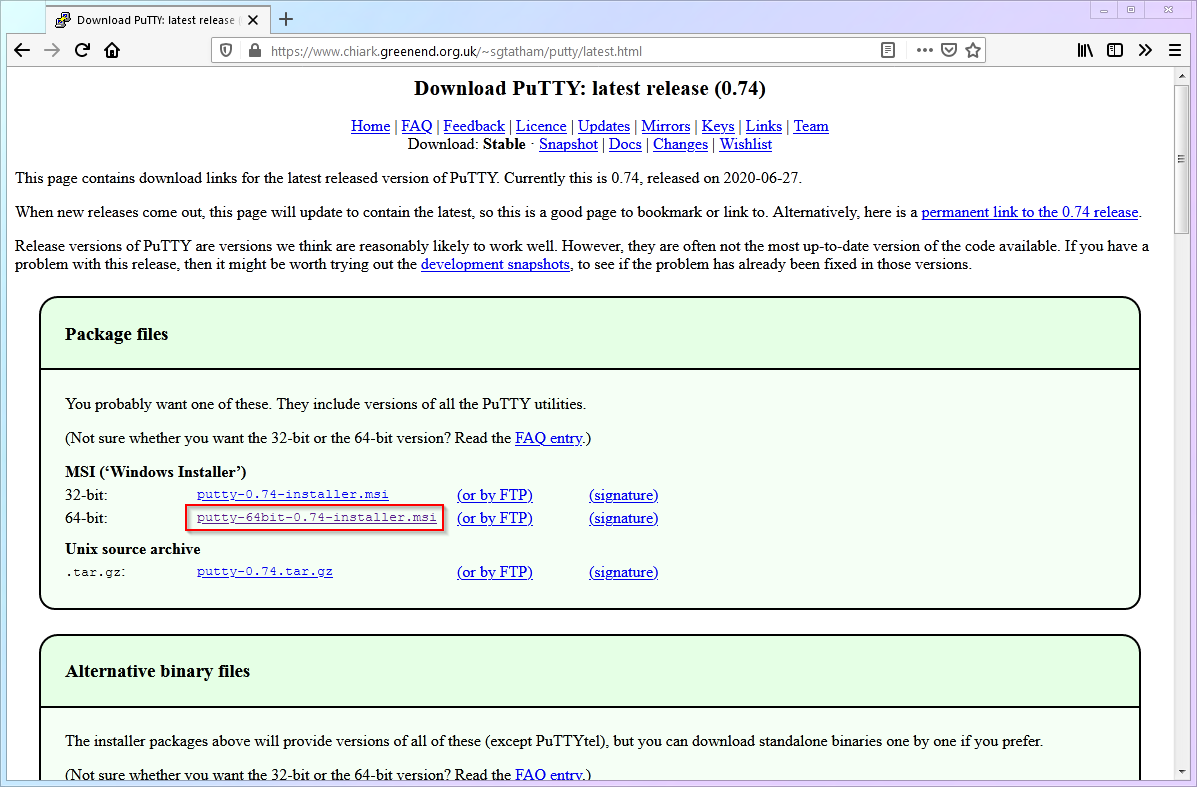 Download PuTTY: latest release (
https://www.chiark.greenend.org.uk/~sgtatham/putty/latest.html
Download PuTTY: latest release (0.74)
Home | FAQ | Feedback | Licence | Updates | Mirrors | Keys | Links | Team
Download: Stable · Snapshot | Docs | Changes | Wishlist
This page contains download links for the latest released version of PuTTY. Currently this is 0.74, released on 2020-06-27.
When new releases come out, this page will update to contain the latest, so this is a good page to bookmark or link to. Alternatively, here is a permanent link to the 0.74 release.
Release versions of PuTTY are versions we think are reasonably likely to work well. However, they are often not the most up-to-date version of the code available. If you have a
problem with this release, then it might be worth trying out the development snapshots, to see if the problem has already been fixed in those versions.
Package files
You probably want one of these. They include versions of all the PuTTY utilities.
(Not sure whether you want the 32-bit or the 64-bit version? Read the FAQ entry.)
MSI (‘Windows Installer’)
32-bit: putty-0.74-installer.msi (or by FTP) (signature)
64-bit: putty-64bit-0.74-installer.msi (or by FTP) (signature)
Unix source archive
.tar.gz: putty-0.74.tar.gz (or by FTP) (signature)
Alternative binary files
The installer packages above will provide versions of all of these (except PuTTYtel), but you can download standalone binaries one by one if you prefer.
(Not sure whether you want the 32-bit or the 64-bit version? Read the FAQ entry.)